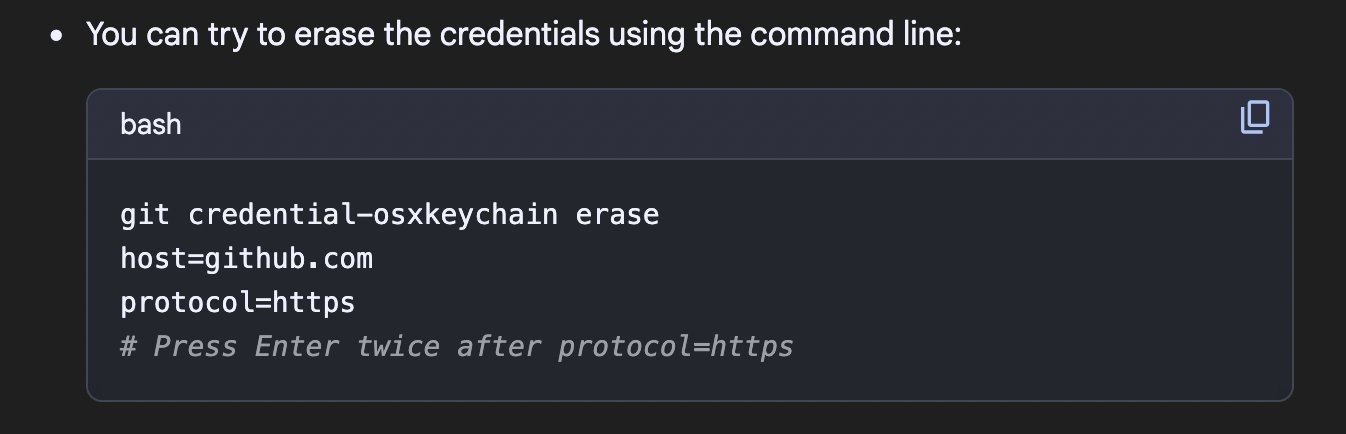 • You can try to erase the credentials using the command line:
bash
git credential-osxkeychain erase
host=github.com
protocol=https
# Press Enter twice after protocol=https